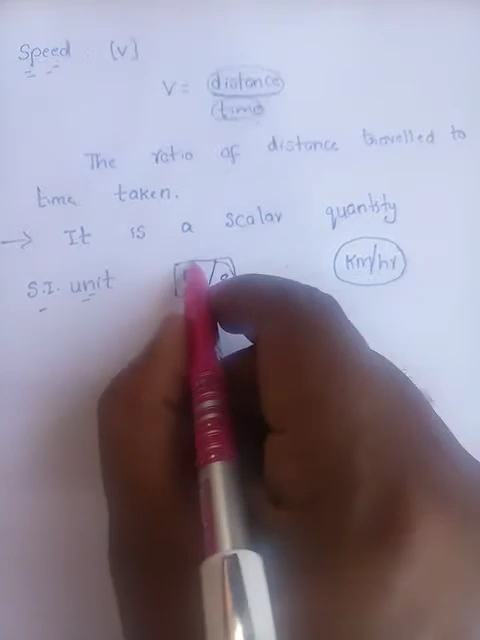 Speed (v)
V = distance
time
The ratio of distance travelled to
time taken.
→ It is a scalar quantity
S.I. unit Km/hr